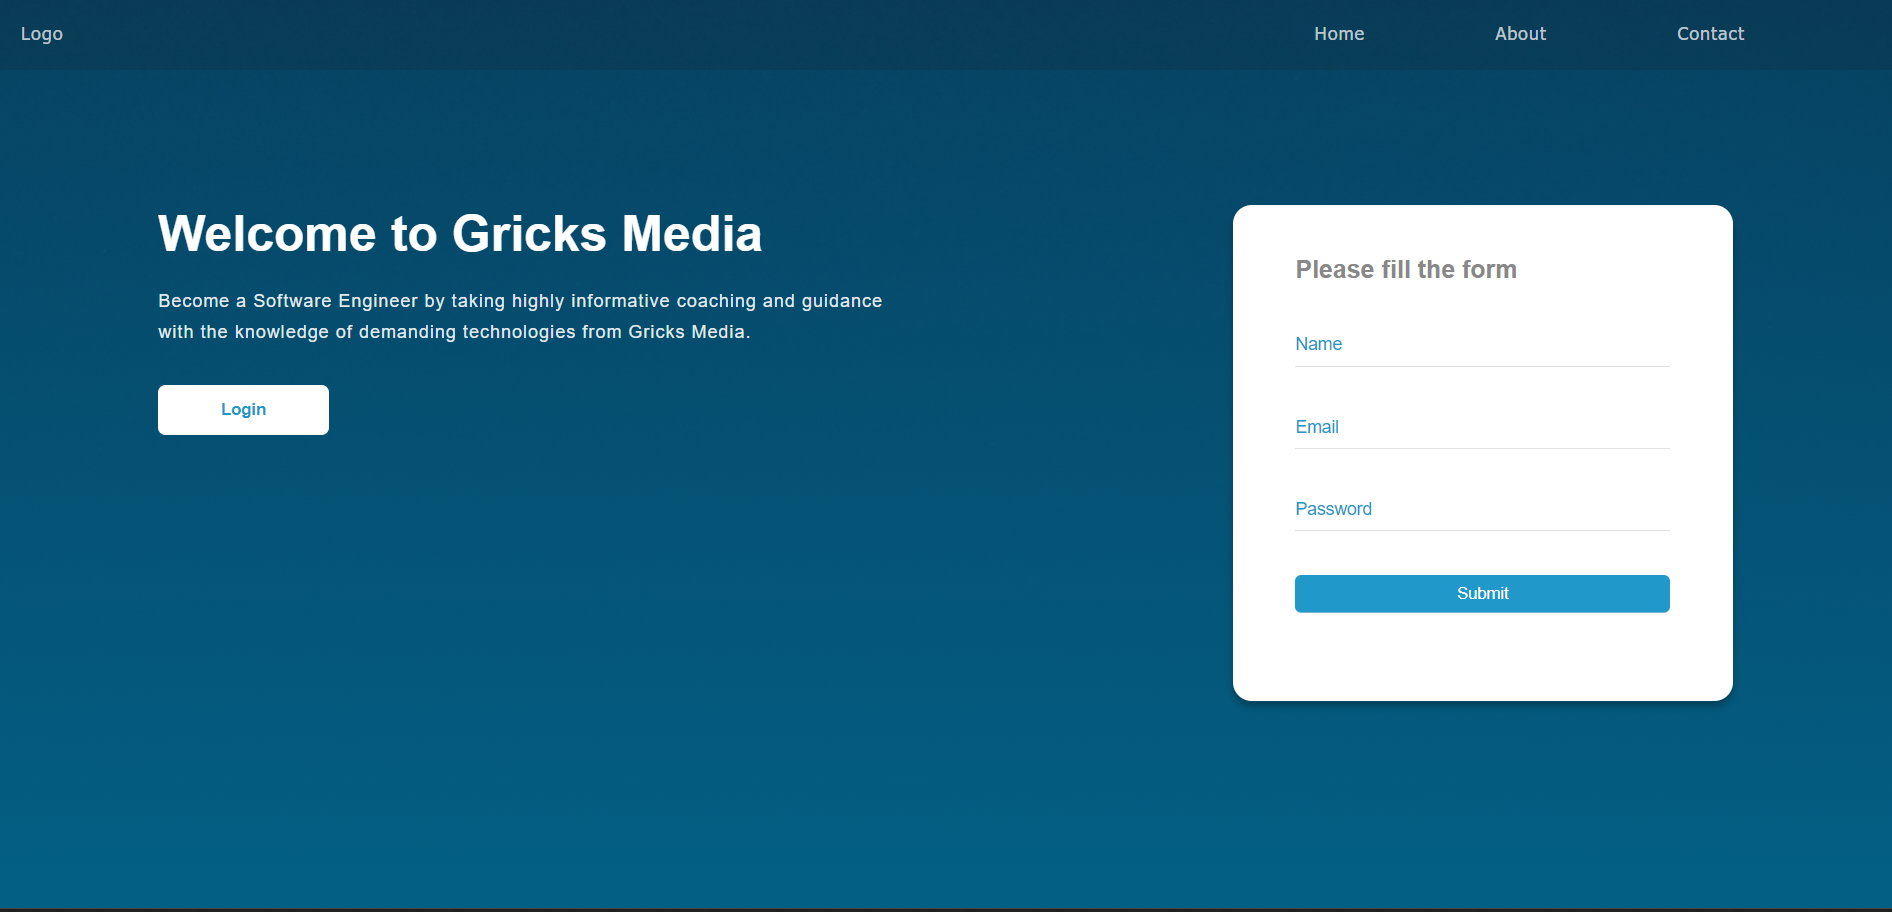 Logo
Home
About
Contact
Welcome to Gricks Media
Become a Software Engineer by taking highly informative coaching and guidance
with the knowledge of demanding technologies from Gricks Media.
Login
Please fill the form
Name
Email
Password
Submit